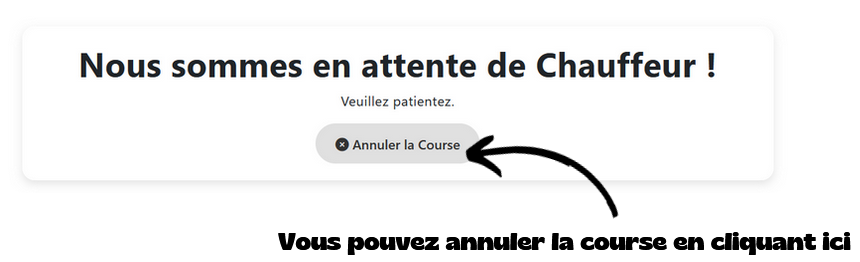 Nous sommes en attente de Chauffeur !
Veuillez patientez.
Annuler la Course
Vous pouvez annuler la course en cliquant ici